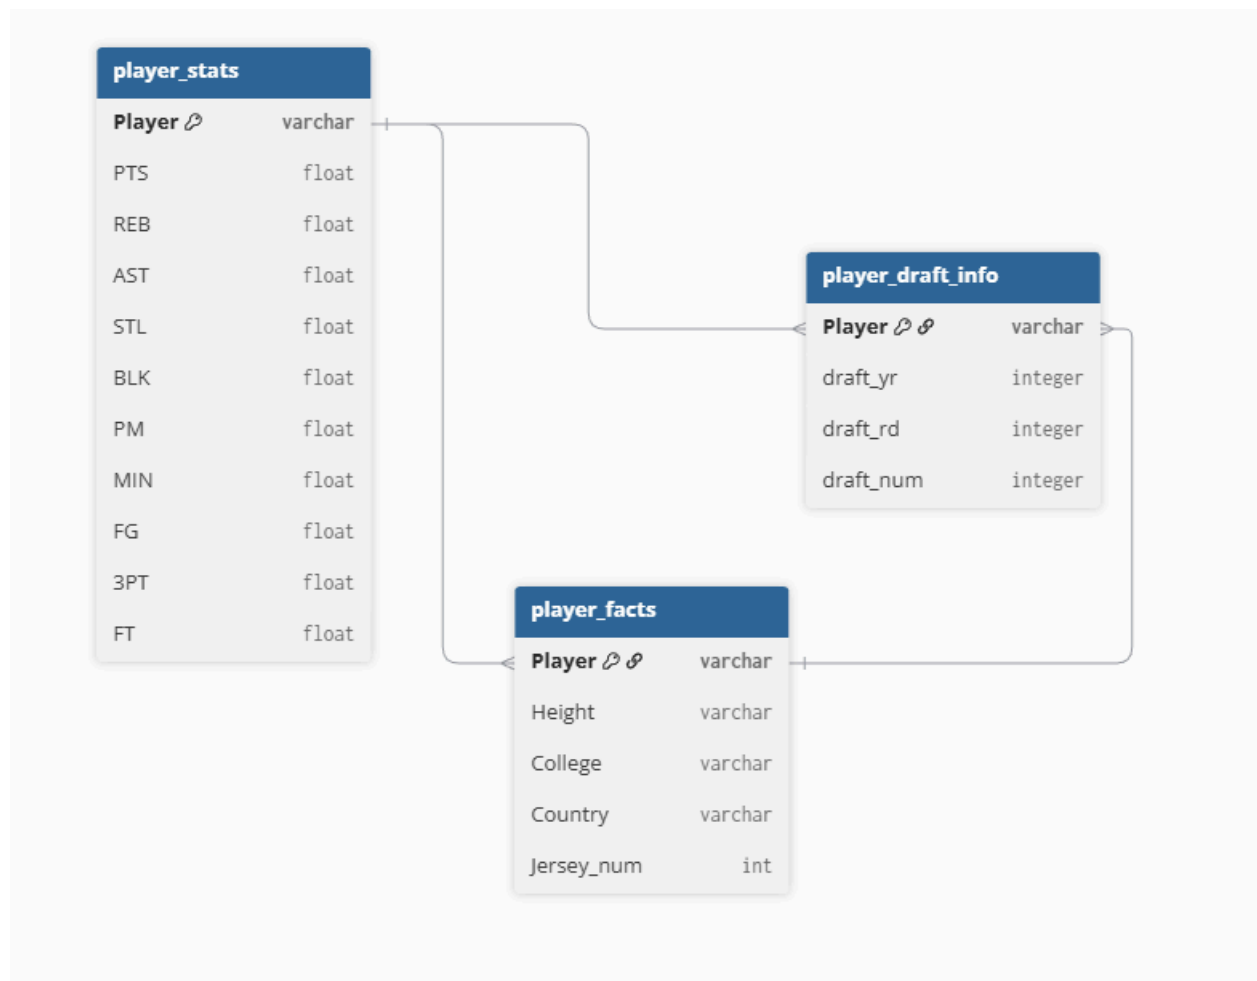 player_stats
Player varchar
PTS float
REB float
AST float
STL float
BLK float
PM float
MIN float
FG float
3PT float
FT float
player_draft_info
Player varchar
draft_yr integer
draft_rd integer
draft_num integer
player_facts
Player varchar
Height varchar
College varchar
Country varchar
Jersey_num int